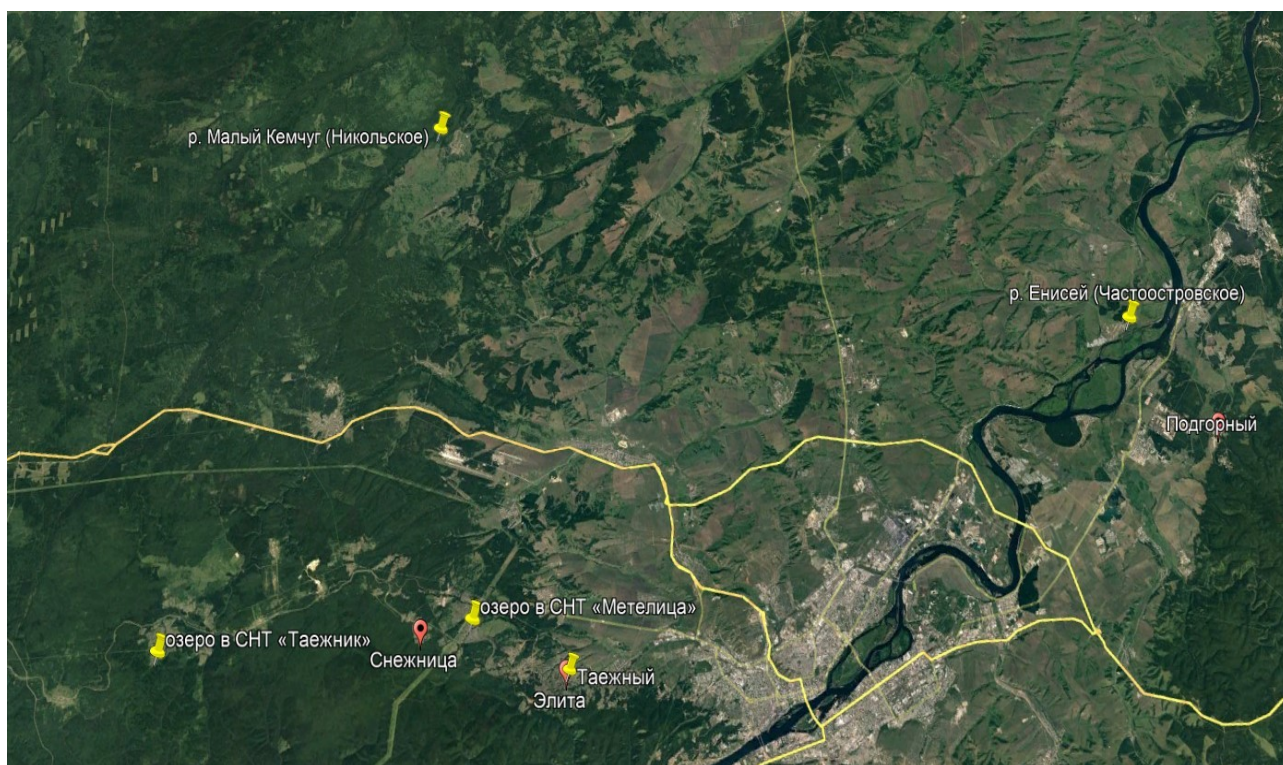 р. Малый Кемчуг (Никольское)
р. Енисей (Частоостровское)
Подгорный
озеро в СНТ «Метелица»
озеро в СНТ «Таежник»
Снежница
Таежный
Элита